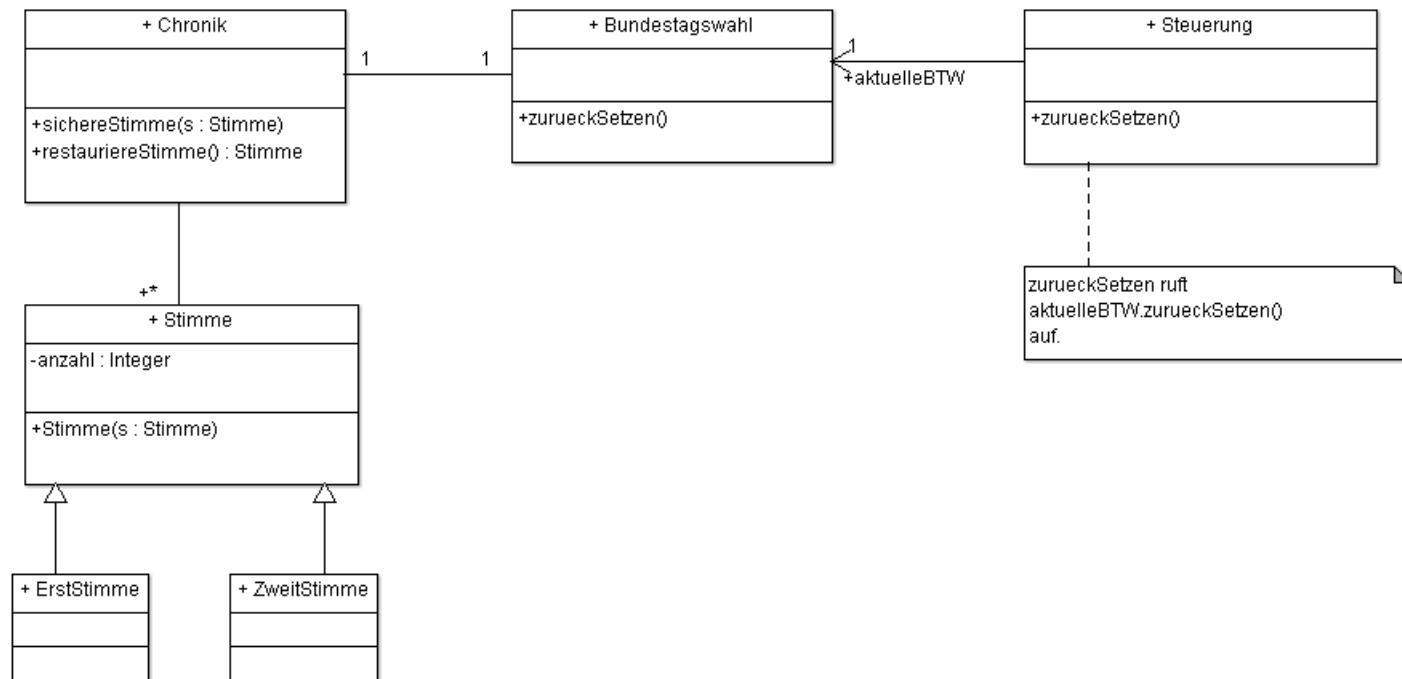 + Chronik
+sichereStimme(s : Stimme)
+restauriereStimme() : Stimme
1
1
+ Bundestagswahl
+zurueckSetzen()
1
+aktuelleBTW
+ Steuerung
+zurueckSetzen()
zurueckSetzen ruft
aktuelleBTW.zurueckSetzen()
auf.
+*
+ Stimme
-anzahl : Integer
+Stimme(s : Stimme)
+ ErstStimme
+ ZweitStimme